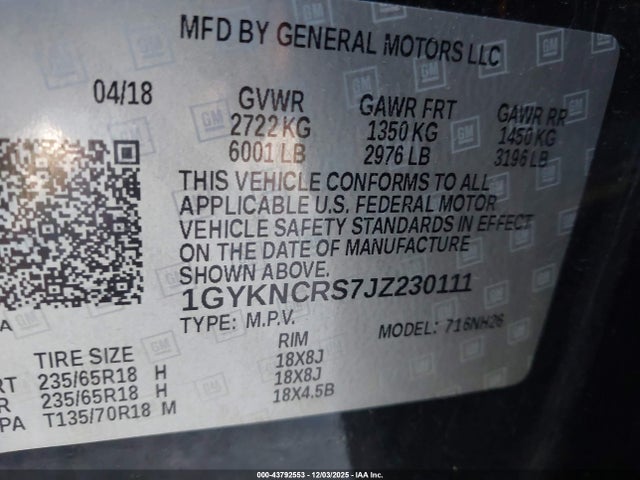 MFD BY GENERAL MOTORS LLC
04/18 GVWR GAWR FRT GAWR RR
2722 KG 1350 KG 1450 KG
6001 LB 2976 LB 3196 LB
THIS VEHICLE CONFORMS TO ALL
APPLICABLE U.S. FEDERAL MOTOR
VEHICLE SAFETY STANDARDS IN EFFECT
ON THE DATE OF MANUFACTURE
SHOWN ABOVE.
1GYKNCRS7JZ230111
TYPE: M.P.V. MODEL: 716NH26
TIRE SIZE RIM
RT 235/65R18 H 18X8J
R 235/65R18 H 18X8J
PA T135/70R18 M 18X4.5B
GM
000-43792553 - 12/03/2025 - IAA Inc.